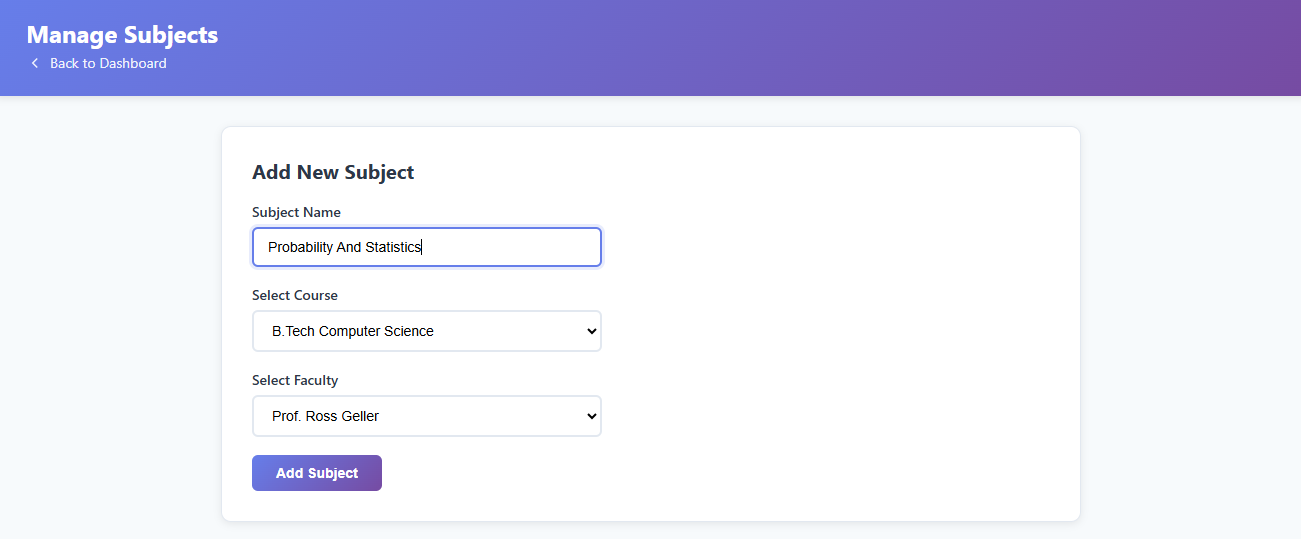 Manage Subjects
Back to Dashboard
Add New Subject
Subject Name
Probability And Statistics
Select Course
B.Tech Computer Science
Select Faculty
Prof. Ross Geller
Add Subject